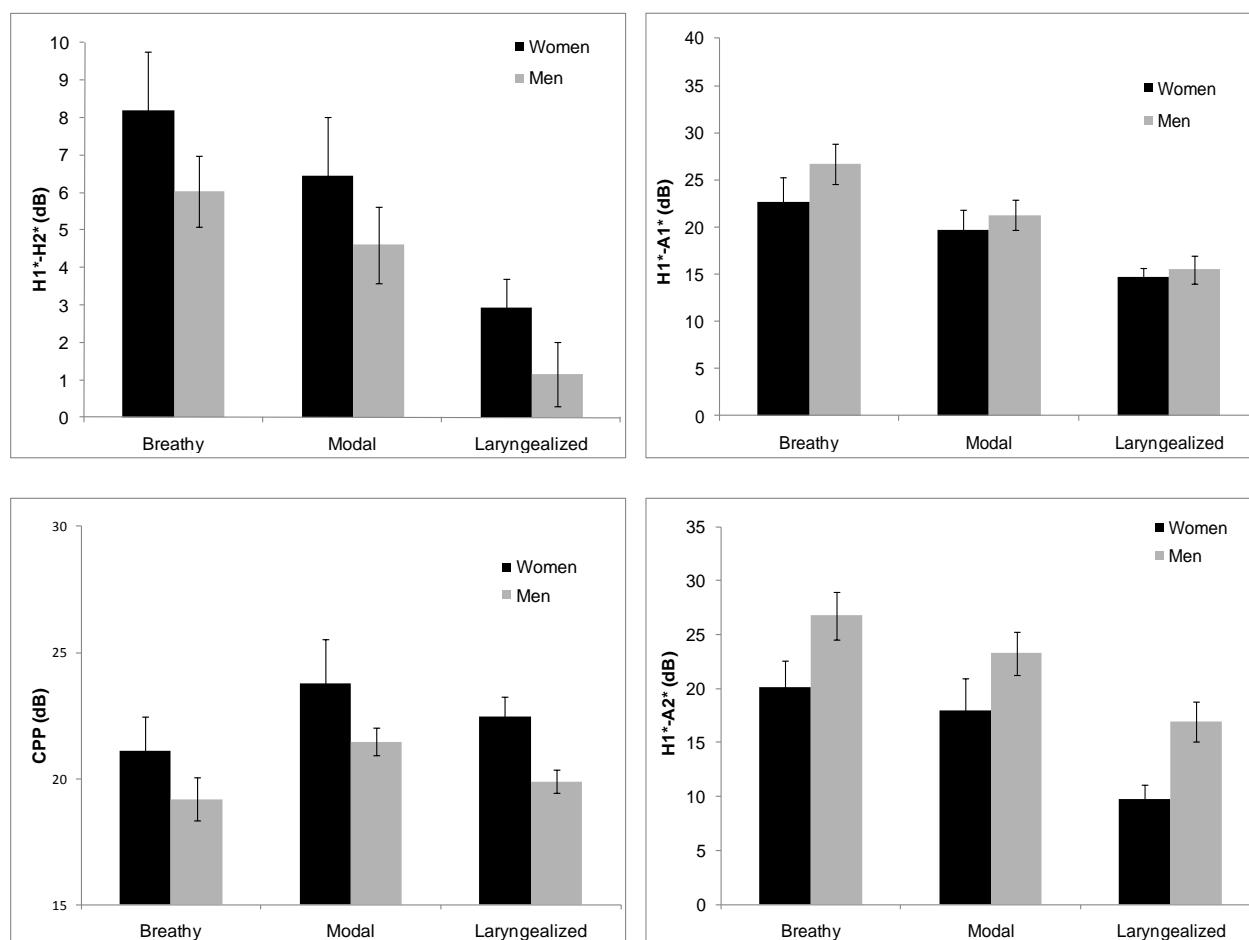 H1*-H2* (dB)
10
9
8
7
6
5
4
3
2
1
0
Women
Men
Breathy Modal Laryngealized
H1*-A1* (dB)
40
35
30
25
20
15
10
5
0
Women
Men
Breathy Modal Laryngealized
CPP (dB)
30
25
20
15
Women
Men
Breathy Modal Laryngealized
H1*-A2* (dB)
35
30
25
20
15
10
5
0
Women
Men
Breathy Modal Laryngealized